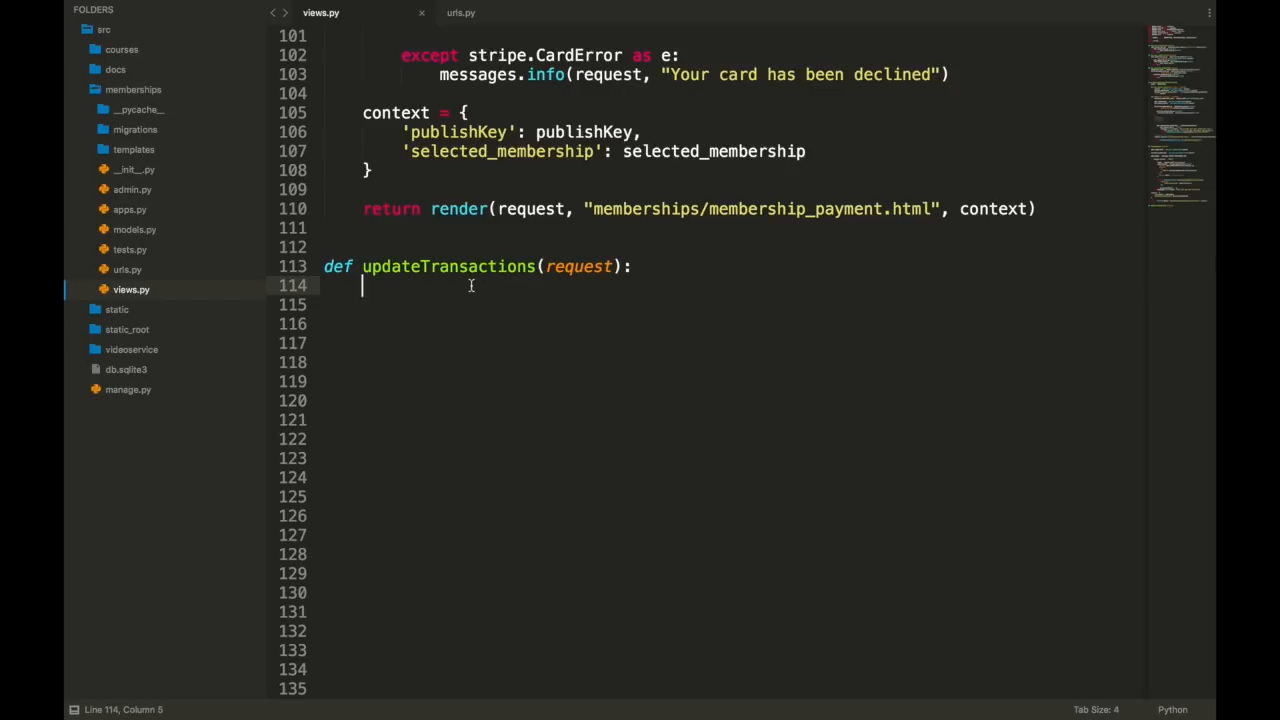 FOLDERS
src
courses
docs
memberships
__pycache__
migrations
templates
__init__.py
admin.py
apps.py
models.py
tests.py
urls.py
views.py
static
static_root
videoservice
db.sqlite3
manage.py
views.py
urls.py
101
102 except stripe.CardError as e:
103 messages.info(request, "Your card has been declined")
104
105 context = {
106 'publishKey': publishKey,
107 'selected_membership': selected_membership
108 }
109
110 return render(request, "memberships/membership_payment.html", context)
111
112
113 def updateTransactions(request):
114
115
116
117
118
119
120
121
122
123
124
125
126
127
128
129
130
131
132
133
134
135
Line 114, Column 5
Tab Size: 4
Python